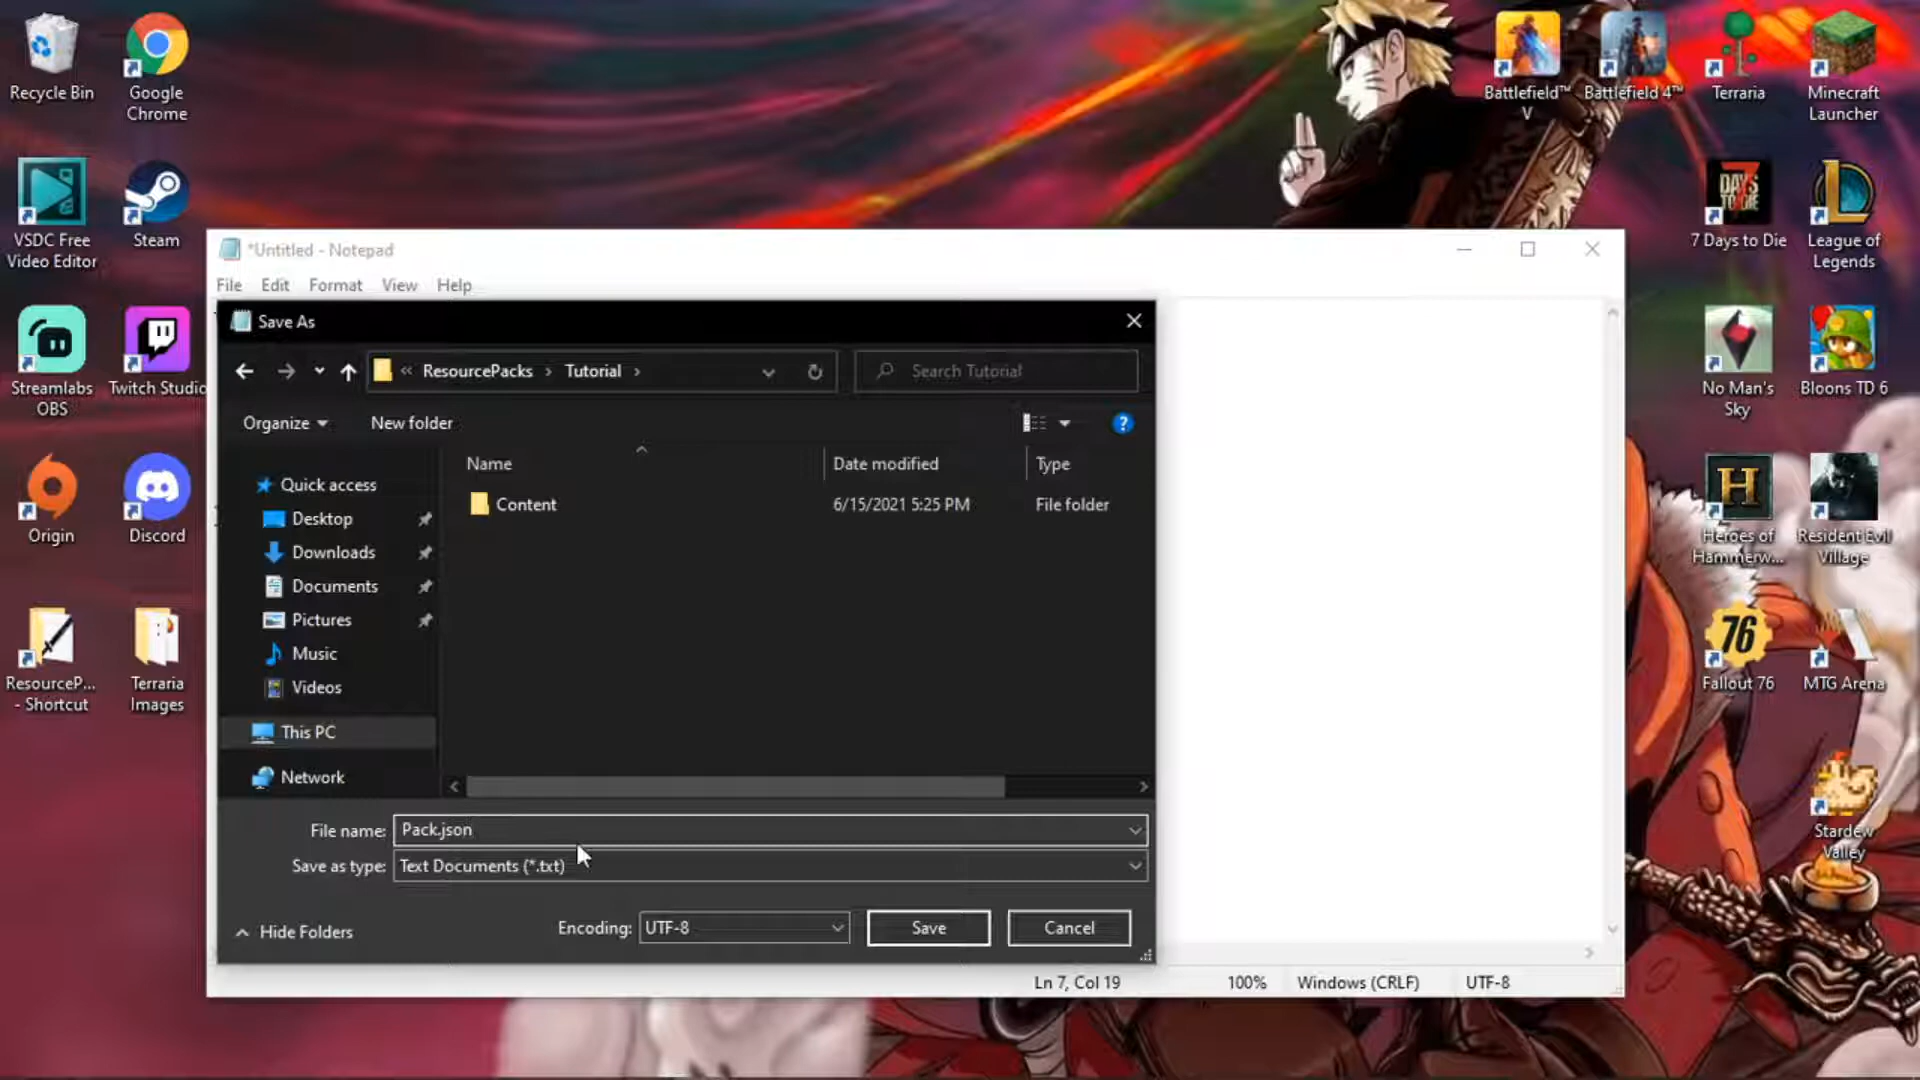 Recycle Bin
Google
Chrome
VSDC Free
Video Editor
Steam
Streamlabs
OBS
Twitch Studio
Origin
Discord
ResourceP...
- Shortcut
Terraria
Images
*Untitled - Notepad
File Edit Format View Help
Save As
« ResourcePacks › Tutorial ›
Search Tutorial
Organize
New folder
?
Name Date modified Type
Content 6/15/2021 5:25 PM File folder
Quick access
Desktop
Downloads
Documents
Pictures
Music
Videos
This PC
Network
File name: Pack.json
Save as type: Text Documents (*.txt)
Hide Folders
Encoding: UTF-8
Save
Cancel
Ln 7, Col 19 100% Windows (CRLF) UTF-8
Battlefield™
V
Battlefield 4™
Terraria
Minecraft
Launcher
DAYS
TO DIE
7 Days to Die
League of
Legends
No Man's
Sky
Bloons TD 6
H
Heroes of
Hammerw...
Resident Evil
Village
76
Fallout 76
MTG Arena
Stardew
Valley